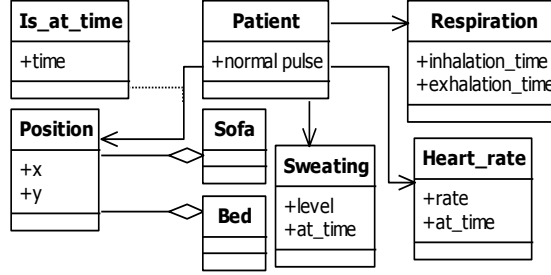 Is_at_time
+time
Patient
+normal pulse
Respiration
+inhalation_time
+exhalation_time
Position
+x
+y
Sofa
Bed
Sweating
+level
+at_time
Heart_rate
+rate
+at_time